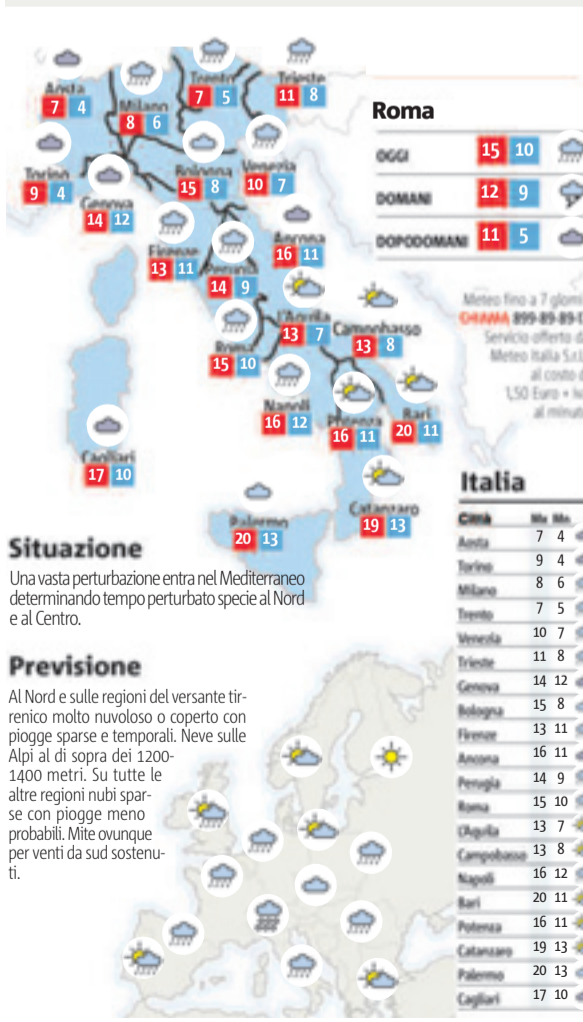 Aosta
7 4
Milano
8 6
Trento
7 5
Trieste
11 8
Torino
9 4
Genova
14 12
Bologna
15 8
Venezia
10 7
Firenze
13 11
Perugia
14 9
Ancona
16 11
L'Aquila
13 7
Campobasso
13 8
Roma
15 10
Napoli
16 12
Potenza
16 11
Bari
20 11
Cagliari
17 10
Palermo
20 13
Catanzaro
19 13
Roma
OGGI 15 10
DOMANI 12 9
DOPODOMANI 11 5
Meteo fino a 7 giorni
CHIAMA 899-89-89-
Servicio offerto d
Meteo Italia S.r.l.
al costo d
1,50 Euro +
al minut
Situazione
Una vasta perturbazione entra nel Mediterraneo
determinando tempo perturbato specie al Nord
e al Centro.
Previsione
Al Nord e sulle regioni del versante tir-
renico molto nuvoloso o coperto con
piogge sparse e temporali. Neve sulle
Alpi al di sopra dei 1200-
1400 metri. Su tutte le
altre regioni nubi spar-
se con piogge meno
probabili. Mite ovunque
per venti da sud sostenu-
ti.
Italia
Città Ma Mn
Aosta 7 4
Torino 9 4
Milano 8 6
Trento 7 5
Venezia 10 7
Trieste 11 8
Genova 14 12
Bologna 15 8
Firenze 13 11
Ancona 16 11
Perugia 14 9
Roma 15 10
L'Aquila 13 7
Campobasso 13 8
Napoli 16 12
Bari 20 11
Potenza 16 11
Catanzaro 19 13
Palermo 20 13
Cagliari 17 10